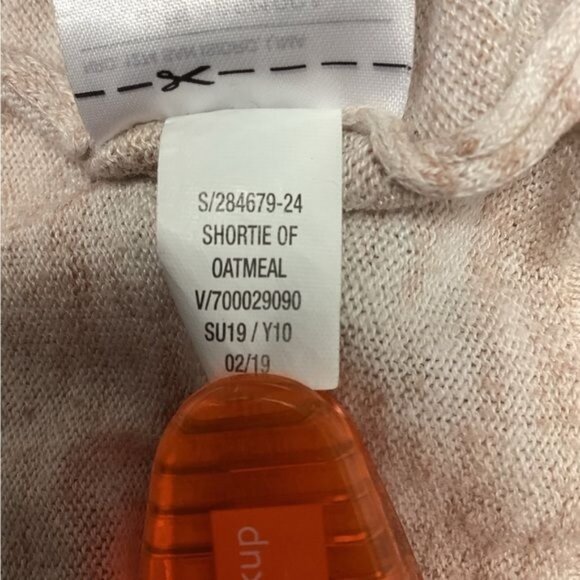 S/284679-24
SHORTIE OF
OATMEAL
V/700029090
SU19 / Y10
02/19